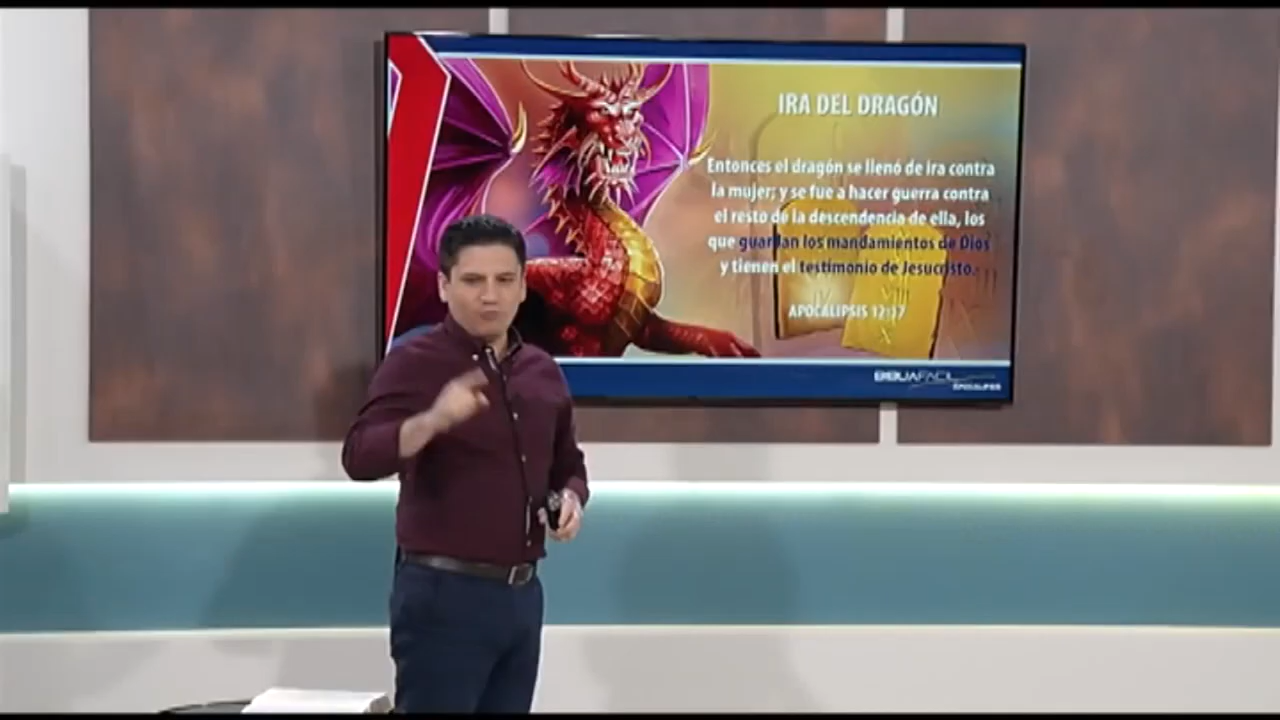 IRA DEL DRAGÓN
Entonces el dragón se llenó de ira contra
la mujer; y se fue a hacer guerra contra
el resto de la descendencia de ella, los
que guardan los mandamientos de Dios
y tienen el testimonio de Jesucristo.
APOCALIPSIS 12:17
BIBLIAFACIL
APOCALIPSIS